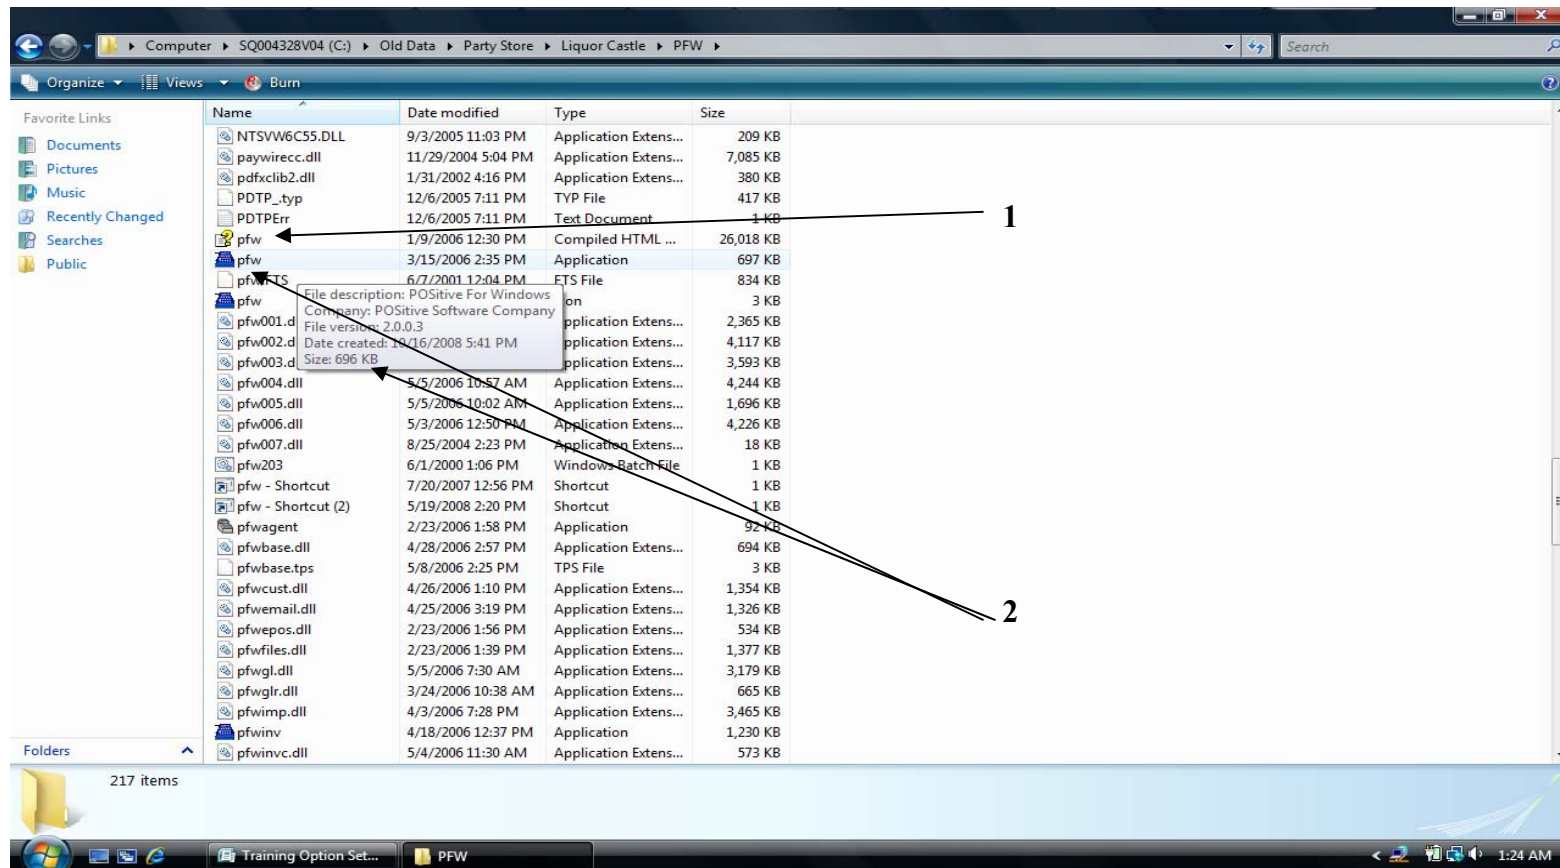 Computer ▸ SQ004328V04 (C:) ▸ Old Data ▸ Party Store ▸ Liquor Castle ▸ PFW ▸ Search
Organize Views Burn
Favorite Links
Documents
Pictures
Music
Recently Changed
Searches
Public
Folders
Name Date modified Type Size
NTSVW6C55.DLL 9/3/2005 11:03 PM Application Extens... 209 KB
paywirecc.dll 11/29/2004 5:04 PM Application Extens... 7,085 KB
pdfxclib2.dll 1/31/2002 4:16 PM Application Extens... 380 KB
PDTP_.typ 12/6/2005 7:11 PM TYP File 417 KB
PDTPErr 12/6/2005 7:11 PM Text Document 1 KB
1
pfw 1/9/2006 12:30 PM Compiled HTML ... 26,018 KB
pfw 3/15/2006 2:35 PM Application 697 KB
pfw.FTS 6/7/2001 12:04 PM FTS File 834 KB
pfw 3 KB
File description: POSitive For Windows
Company: POSitive Software Company
File version: 2.0.0.3
Date created: 10/16/2008 5:41 PM
Size: 696 KB
pfw001.d pplication Extens... 2,365 KB
pfw002.d pplication Extens... 4,117 KB
pfw003.d pplication Extens... 3,593 KB
pfw004.dll 5/5/2006 10:57 AM Application Extens... 4,244 KB
pfw005.dll 5/5/2006 10:02 AM Application Extens... 1,696 KB
pfw006.dll 5/3/2006 12:50 PM Application Extens... 4,226 KB
pfw007.dll 8/25/2004 2:23 PM Application Extens... 18 KB
pfw203 6/1/2000 1:06 PM Windows Batch File 1 KB
pfw - Shortcut 7/20/2007 12:56 PM Shortcut 1 KB
pfw - Shortcut (2) 5/19/2008 2:20 PM Shortcut 1 KB
pfwagent 2/23/2006 1:58 PM Application 92 KB
pfwbase.dll 4/28/2006 2:57 PM Application Extens... 694 KB
pfwbase.tps 5/8/2006 2:25 PM TPS File 3 KB
pfwcust.dll 4/26/2006 1:10 PM Application Extens... 1,354 KB
pfwemail.dll 4/25/2006 3:19 PM Application Extens... 1,326 KB
2
pfwepos.dll 2/23/2006 1:56 PM Application Extens... 534 KB
pfwfiles.dll 2/23/2006 1:39 PM Application Extens... 1,377 KB
pfwgl.dll 5/5/2006 7:30 AM Application Extens... 3,179 KB
pfwglr.dll 3/24/2006 10:38 AM Application Extens... 665 KB
pfwimp.dll 4/3/2006 7:28 PM Application Extens... 3,465 KB
pfwinv 4/18/2006 12:37 PM Application 1,230 KB
pfwinvc.dll 5/4/2006 11:30 AM Application Extens... 573 KB
217 items
Training Option Set... PFW 1:24 AM